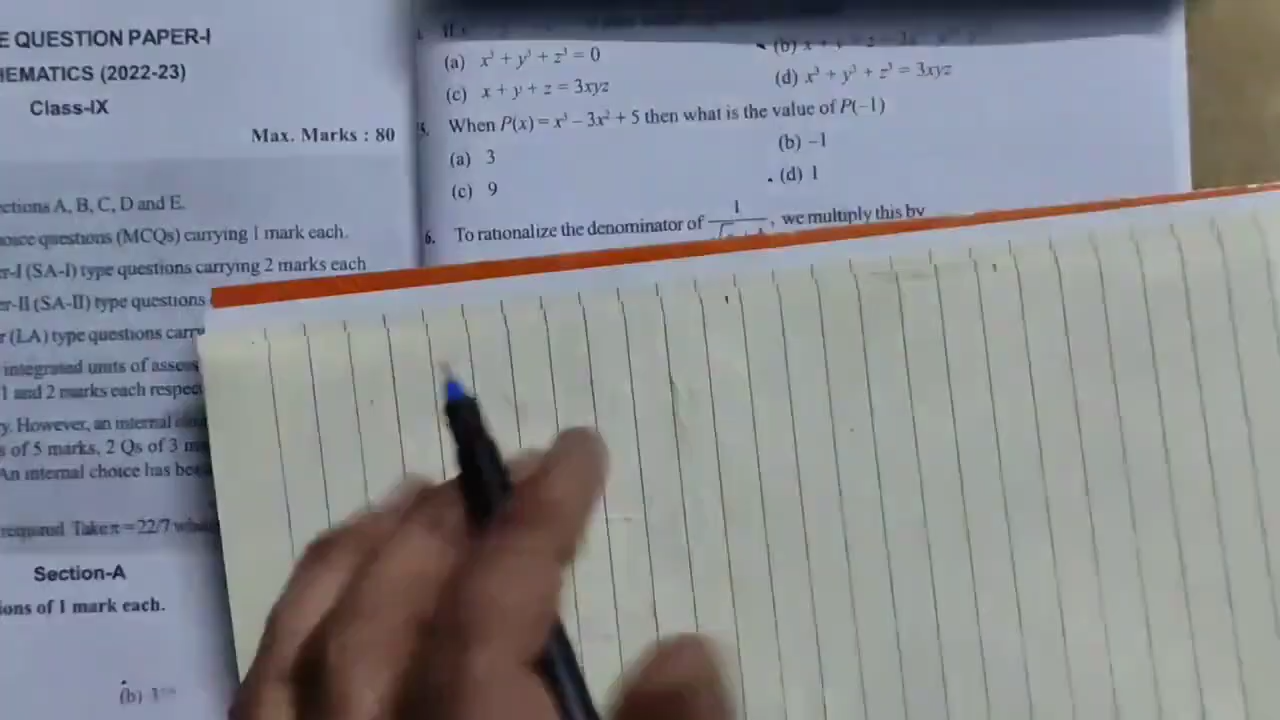 E QUESTION PAPER-I
HEMATICS (2022-23)
Class-IX
Max. Marks : 80
ctions A, B, C, D and E.
oice questions (MCQs) carrying 1 mark each.
er-I (SA-I) type questions carrying 2 marks each
er-II (SA-II) type questions
r (LA) type questions carry
integrated units of assess
1 and 2 marks each respec
y. However, an internal
s of 5 marks, 2 Qs of 3
An internal choice has bee
required. Take π = 22/7
Section-A
ions of 1 mark each.
(b)
(a) x³ + y³ + z³ = 0
(b)
(c) x + y + z = 3xyz
(d) x³ + y³ + z³ = 3xyz
5. When P(x) = x³ – 3x² + 5 then what is the value of P(–1)
(a) 3
(b) –1
(c) 9
(d) 1
6. To rationalize the denominator of 1, we multiply this by